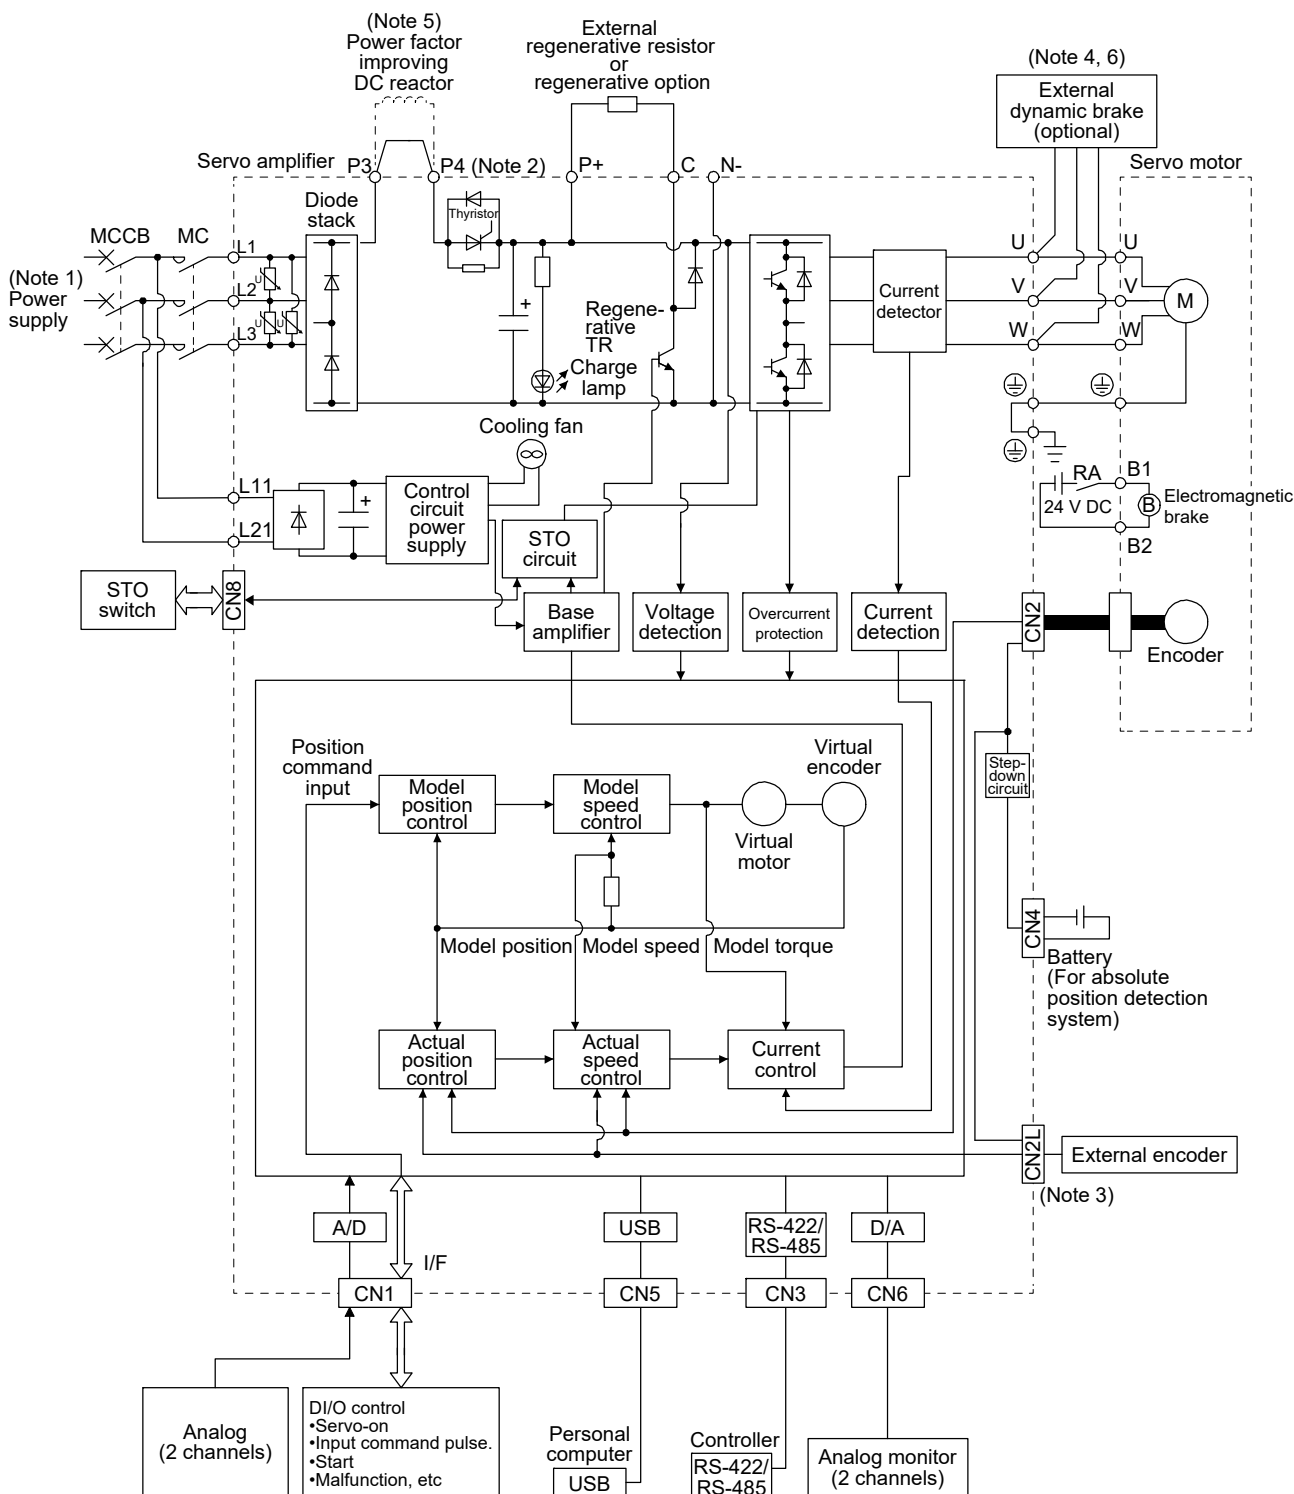 (Note 5)
Power factor
improving
DC reactor
External
regenerative resistor
or
regenerative option
(Note 4, 6)
External
dynamic brake
(optional)
Servo amplifier
P3
P4 (Note 2)
P+
C
N-
Servo motor
Diode
stack
Thyristor
MCCB
MC
L1
(Note 1)
Power
supply
L2
L3
U
U
U
+
Regene-
rative
TR
Charge
lamp
Current
detector
U
V
W
U
V
W
M
Cooling fan
L11
L21
+
Control
circuit
power
supply
STO
circuit
RA
24 V DC
B1
B
Electromagnetic
brake
B2
STO
switch
CN8
Base
amplifier
Voltage
detection
Overcurrent
protection
Current
detection
CN2
Encoder
Position
command
input
Model
position
control
Model
speed
control
Virtual
encoder
Virtual
motor
Step-
down
circuit
Model position
Model speed
Model torque
CN4
Battery
(For absolute
position detection
system)
Actual
position
control
Actual
speed
control
Current
control
CN2L
External encoder
(Note 3)
A/D
I/F
USB
RS-422/
RS-485
D/A
CN1
CN5
CN3
CN6
Analog
(2 channels)
DI/O control
•Servo-on
•Input command pulse.
•Start
•Malfunction, etc
Personal
computer
USB
Controller
RS-422/
RS-485
Analog monitor
(2 channels)